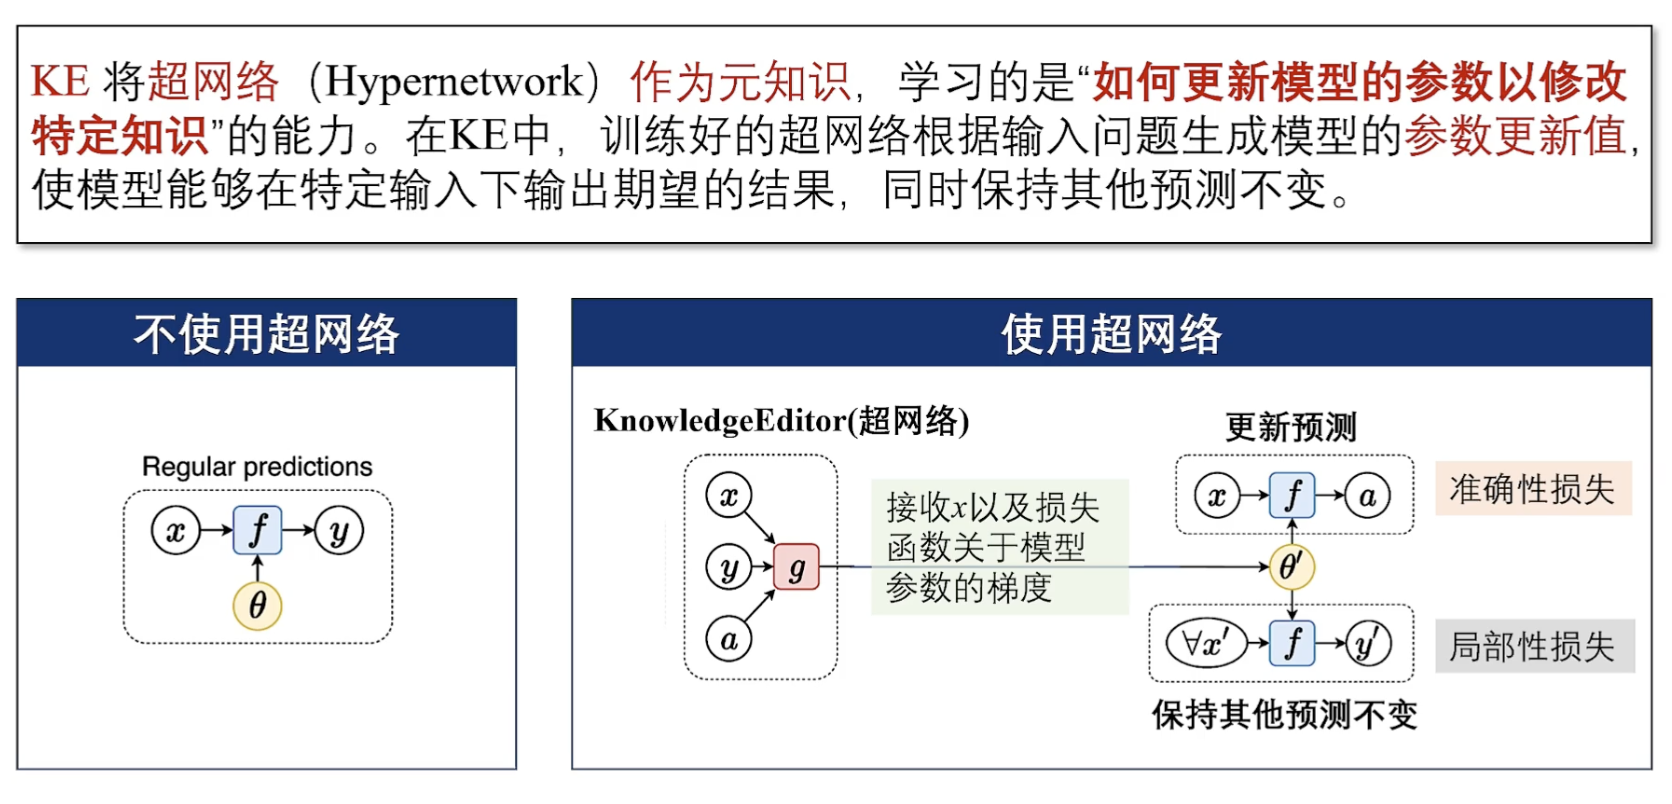 KE 将超网络（Hypernetwork）作为元知识，学习的是“如何更新模型的参数以修改
特定知识”的能力。在KE中，训练好的超网络根据输入问题生成模型的参数更新值，
使模型能够在特定输入下输出期望的结果，同时保持其他预测不变。
不使用超网络
Regular predictions
x f y
θ
使用超网络
KnowledgeEditor(超网络)
x
y g
a
接收x以及损失
函数关于模型
参数的梯度
更新预测
x f a
准确性损失
θ′
∀x′ f y′
局部性损失
保持其他预测不变